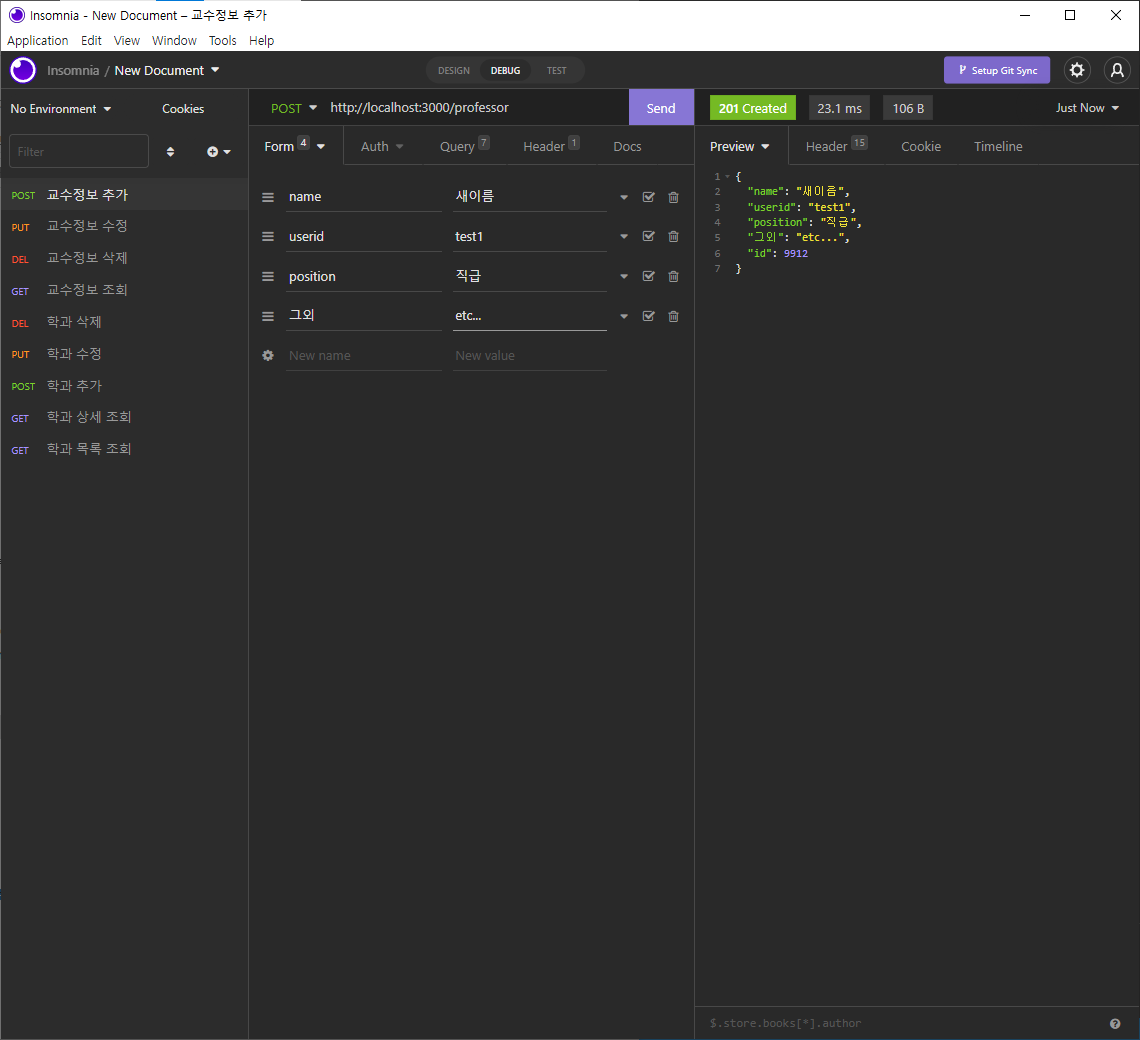 Insomnia - New Document – 교수정보 추가
Application Edit View Window Tools Help
Insomnia / New Document
DESIGN DEBUG TEST
Setup Git Sync
No Environment Cookies
POST http://localhost:3000/professor Send
201 Created 23.1 ms 106 B Just Now
Filter
Form 4 Auth Query 7 Header 1 Docs
Preview Header 15 Cookie Timeline
POST 교수정보 추가
PUT 교수정보 수정
DEL 교수정보 삭제
GET 교수정보 조회
DEL 학과 삭제
PUT 학과 수정
POST 학과 추가
GET 학과 상세 조회
GET 학과 목록 조회
name 새이름
userid test1
position 직급
그외 etc...
New name New value
1 {
2 "name": "새이름",
3 "userid": "test1",
4 "position": "직급",
5 "그외": "etc...",
6 "id": 9912
7 }
$.store.books[*].author